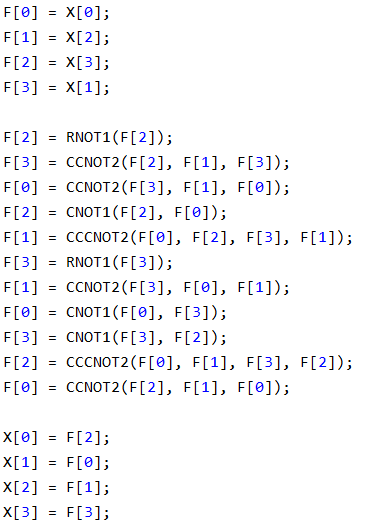 F[0] = X[0];
F[1] = X[2];
F[2] = X[3];
F[3] = X[1];
F[2] = RNOT1(F[2]);
F[3] = CCNOT2(F[2], F[1], F[3]);
F[0] = CCNOT2(F[3], F[1], F[0]);
F[2] = CNOT1(F[2], F[0]);
F[1] = CCCNOT2(F[0], F[2], F[3], F[1]);
F[3] = RNOT1(F[3]);
F[1] = CCNOT2(F[3], F[0], F[1]);
F[0] = CNOT1(F[0], F[3]);
F[3] = CNOT1(F[3], F[2]);
F[2] = CCCNOT2(F[0], F[1], F[3], F[2]);
F[0] = CCNOT2(F[2], F[1], F[0]);
X[0] = F[2];
X[1] = F[0];
X[2] = F[1];
X[3] = F[3];